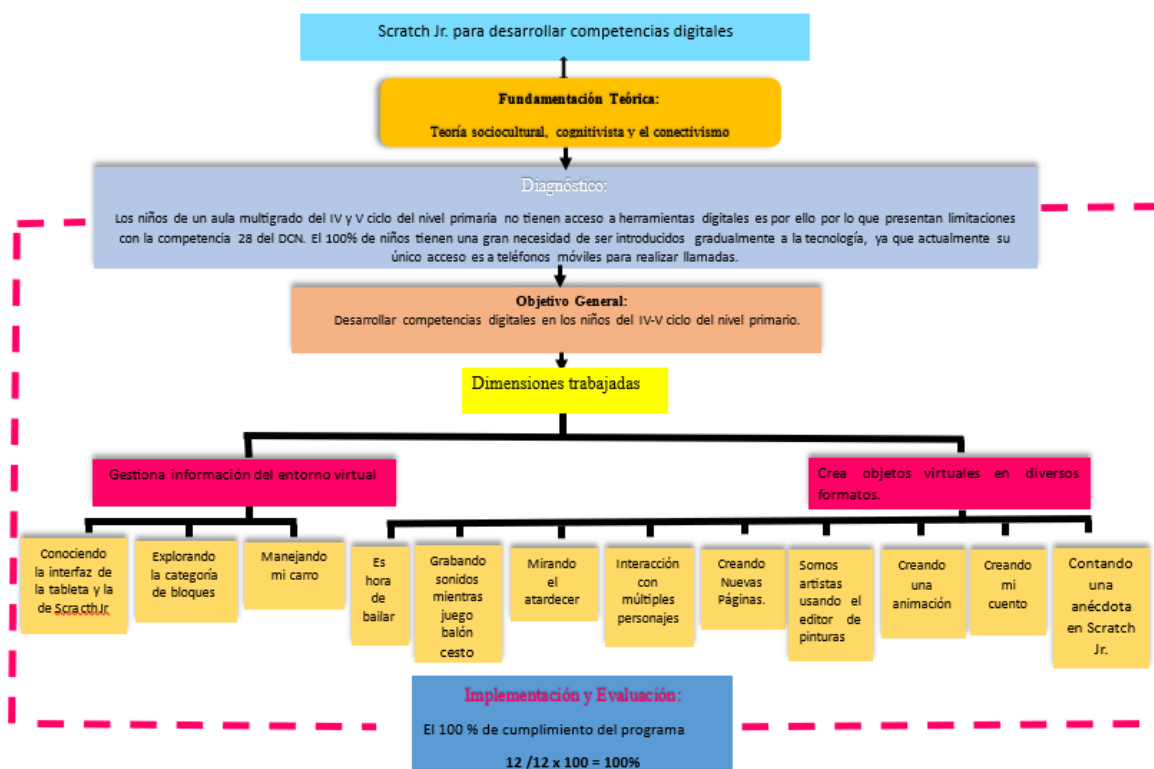 Scratch Jr. para desarrollar competencias digitales
Fundamentación Teórica:
Teoría sociocultural, cognitivista y el conectivismo
Diagnóstico:
Los niños de un aula multigrado del IV y V ciclo del nivel primaria no tienen acceso a herramientas digitales es por ello por lo que presentan limitaciones
con la competencia 28 del DCN. El 100% de niños tienen una gran necesidad de ser introducidos gradualmente a la tecnología, ya que actualmente su
único acceso es a teléfonos móviles para realizar llamadas.
Objetivo General:
Desarrollar competencias digitales en los niños del IV-V ciclo del nivel primario.
Dimensiones trabajadas
Gestiona información del entorno virtual
Crea objetos virtuales en diversos
formatos.
Conociendo
la interfaz de
la tableta y la
de ScracthJr
Explorando
la categoría
de bloques
Manejando
mi carro
Es
hora
de
bailar
Grabando
sonidos
mientras
juego
balón
cesto
Mirando
el
atardecer
Interacción
con
múltiples
personajes
Creando
Nuevas
Páginas.
Somos
artistas
usando el
editor de
pinturas
Creando
una
animación
Creando
mi
cuento
Contando
una
anécdota
en Scratch
Jr.
Implementación y Evaluación:
El 100 % de cumplimiento del programa
12 /12 x 100 = 100%